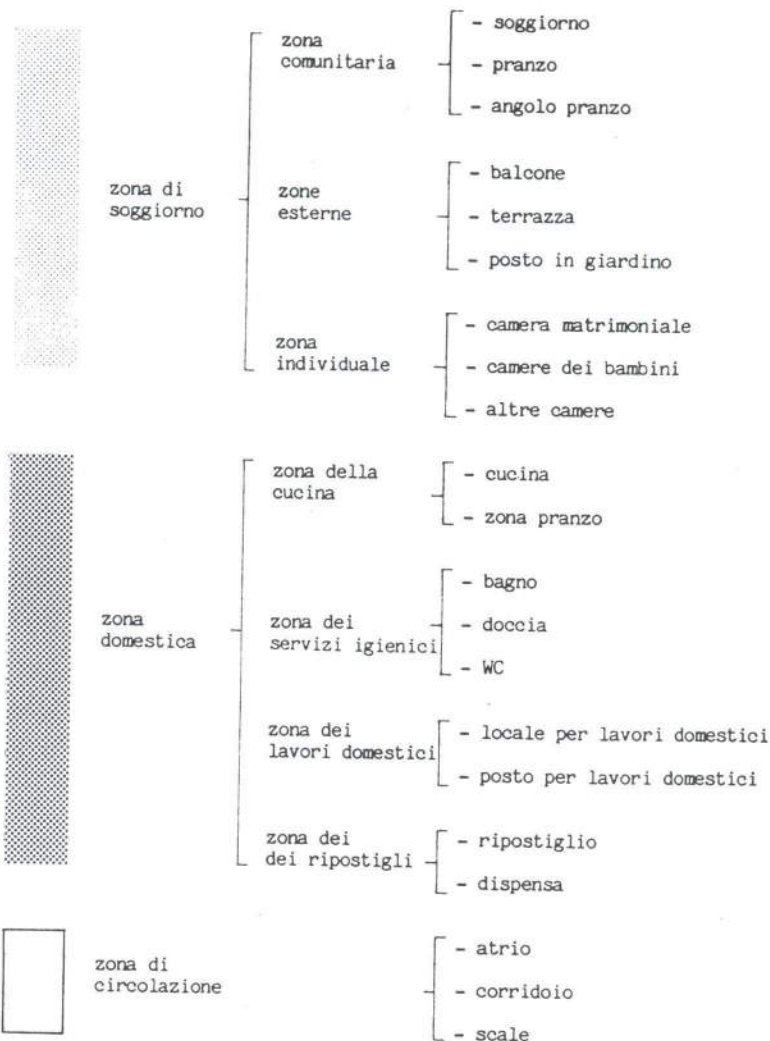 zona di
soggiorno
zona
comunitaria
- soggiorno
- pranzo
- angolo pranzo
zone
esterne
- balcone
- terrazza
- posto in giardino
zona
individuale
- camera matrimoniale
- camere dei bambini
- altre camere
zona
domestica
zona della
cucina
- cucina
- zona pranzo
zona dei
servizi igienici
- bagno
- doccia
- WC
zona dei
lavori domestici
- locale per lavori domestici
- posto per lavori domestici
zona dei
dei ripostigli
- ripostiglio
- dispensa
zona di
circolazione
- atrio
- corridoio
- scale